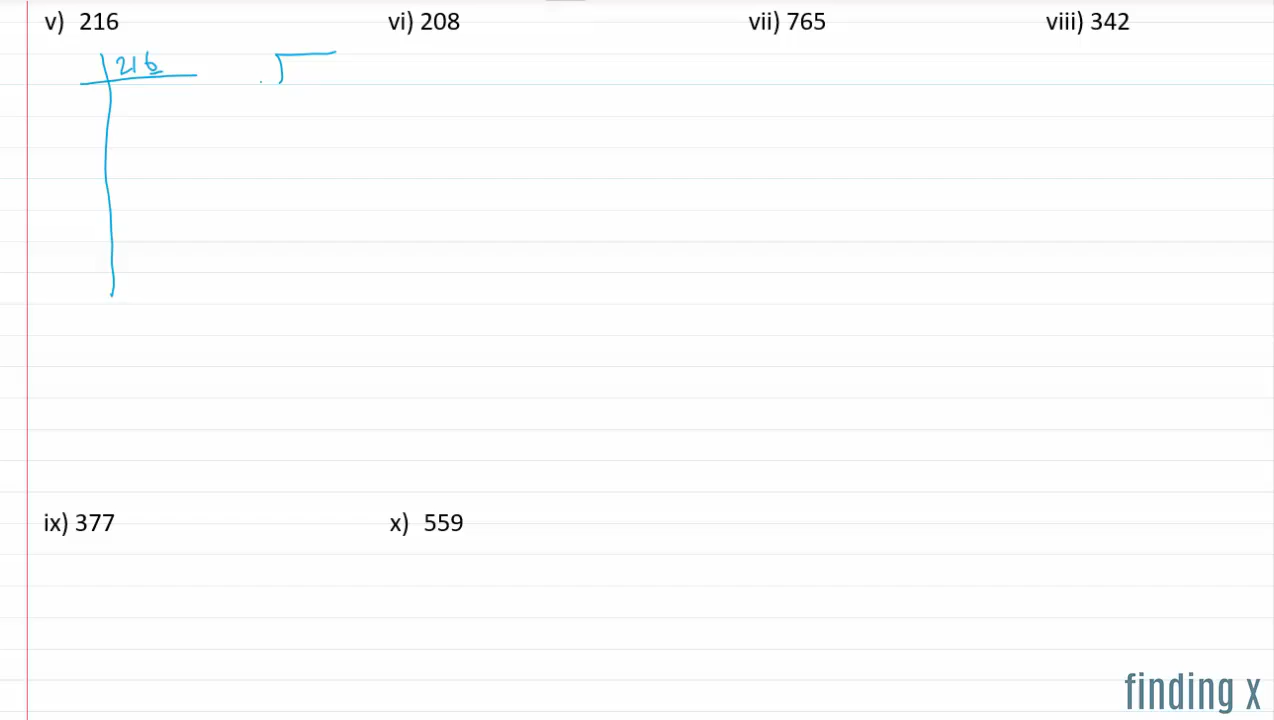 v) 216 vi) 208 vii) 765 viii) 342
216
ix) 377 x) 559
finding x